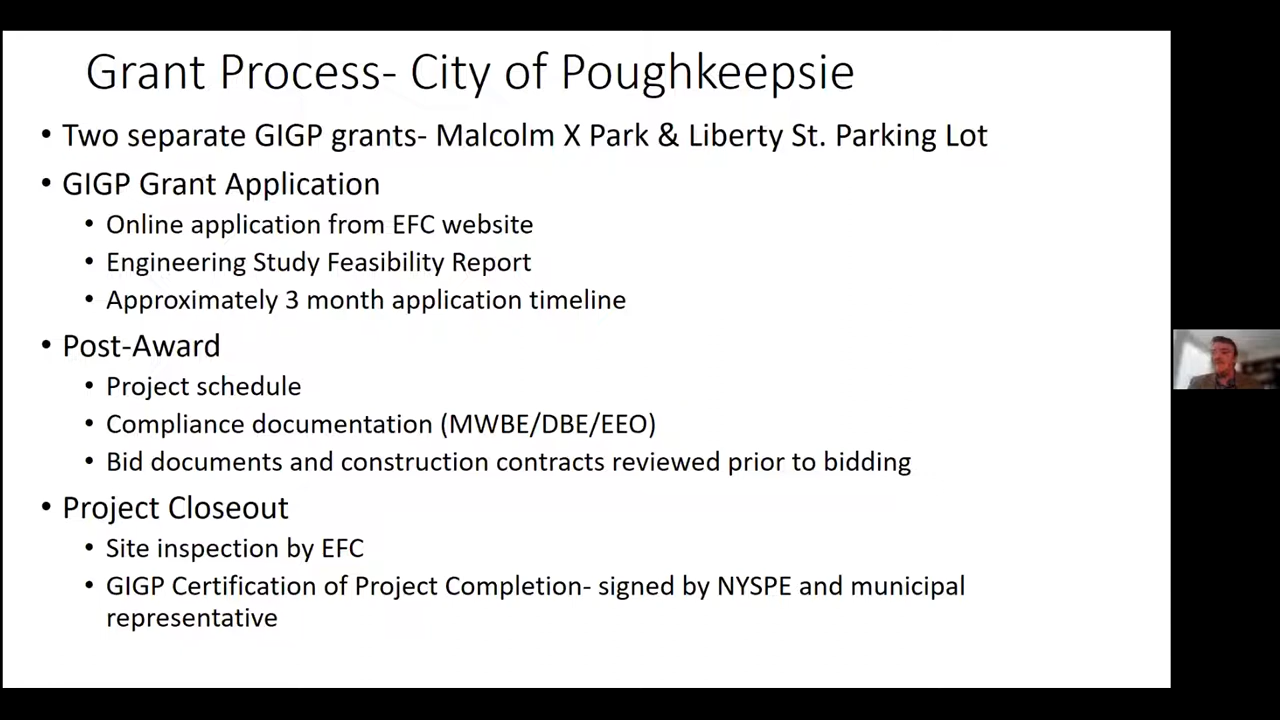 Grant Process- City of Poughkeepsie
• Two separate GIGP grants- Malcolm X Park & Liberty St. Parking Lot
• GIGP Grant Application
• Online application from EFC website
• Engineering Study Feasibility Report
• Approximately 3 month application timeline
• Post-Award
• Project schedule
• Compliance documentation (MWBE/DBE/EEO)
• Bid documents and construction contracts reviewed prior to bidding
• Project Closeout
• Site inspection by EFC
• GIGP Certification of Project Completion- signed by NYSPE and municipal
representative